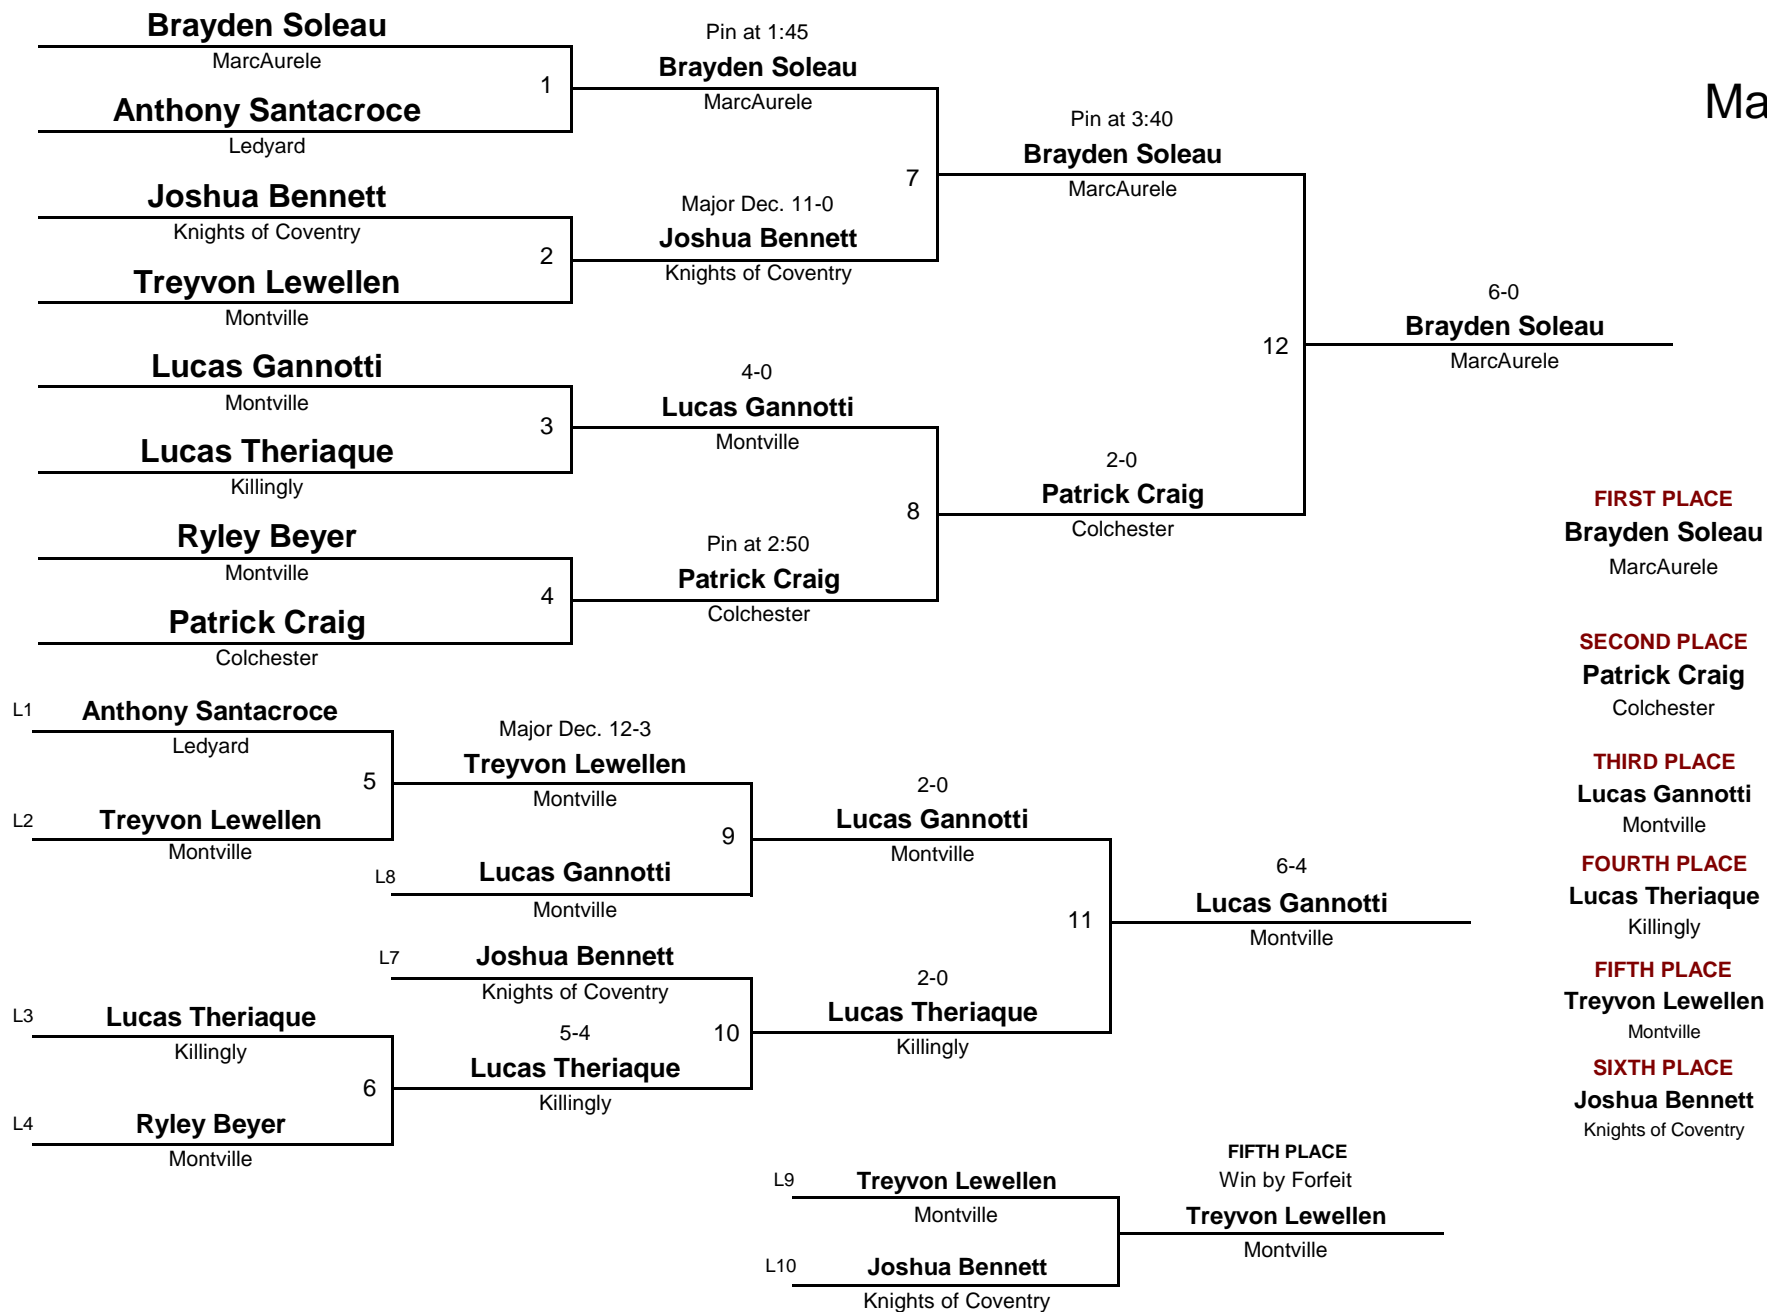 Brayden Soleau
MarcAurele
1
Anthony Santacroce
Ledyard
Joshua Bennett
Knights of Coventry
2
Treyvon Lewellen
Montville
Lucas Gannotti
Montville
3
Lucas Theriaque
Killingly
Ryley Beyer
Montville
4
Patrick Craig
Colchester
Pin at 1:45
Brayden Soleau
MarcAurele
7
Major Dec. 11-0
Joshua Bennett
Knights of Coventry
4-0
Lucas Gannotti
Montville
8
Pin at 2:50
Patrick Craig
Colchester
Pin at 3:40
Brayden Soleau
MarcAurele
12
2-0
Patrick Craig
Colchester
6-0
Brayden Soleau
MarcAurele
Ma
FIRST PLACE
Brayden Soleau
MarcAurele
SECOND PLACE
Patrick Craig
Colchester
THIRD PLACE
Lucas Gannotti
Montville
FOURTH PLACE
Lucas Theriaque
Killingly
FIFTH PLACE
Treyvon Lewellen
Montville
SIXTH PLACE
Joshua Bennett
Knights of Coventry
L1 Anthony Santacroce
Ledyard
5
L2 Treyvon Lewellen
Montville
L3 Lucas Theriaque
Killingly
6
L4 Ryley Beyer
Montville
Major Dec. 12-3
Treyvon Lewellen
Montville
9
L8 Lucas Gannotti
Montville
L7 Joshua Bennett
Knights of Coventry
10
5-4
Lucas Theriaque
Killingly
2-0
Lucas Gannotti
Montville
11
2-0
Lucas Theriaque
Killingly
6-4
Lucas Gannotti
Montville
L9 Treyvon Lewellen
Montville
L10 Joshua Bennett
Knights of Coventry
FIFTH PLACE
Win by Forfeit
Treyvon Lewellen
Montville